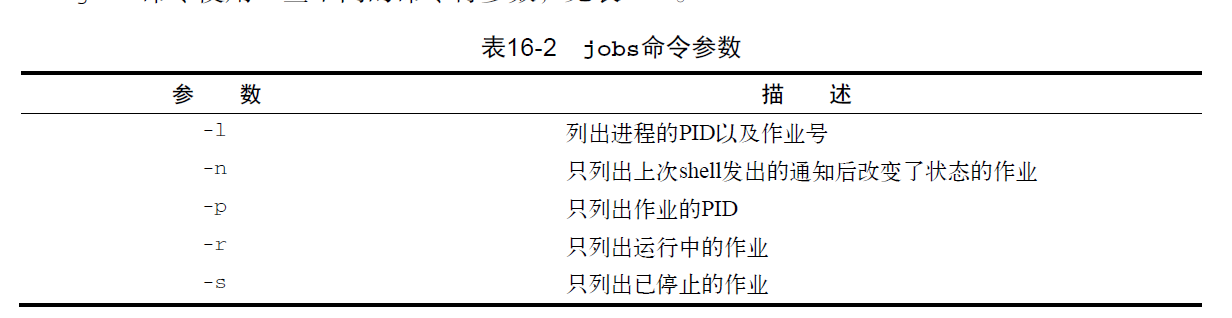 表16-2 jobs命令参数
参 数 描 述
-l 列出进程的PID以及作业号
-n 只列出上次shell发出的通知后改变了状态的作业
-p 只列出作业的PID
-r 只列出运行中的作业
-s 只列出已停止的作业